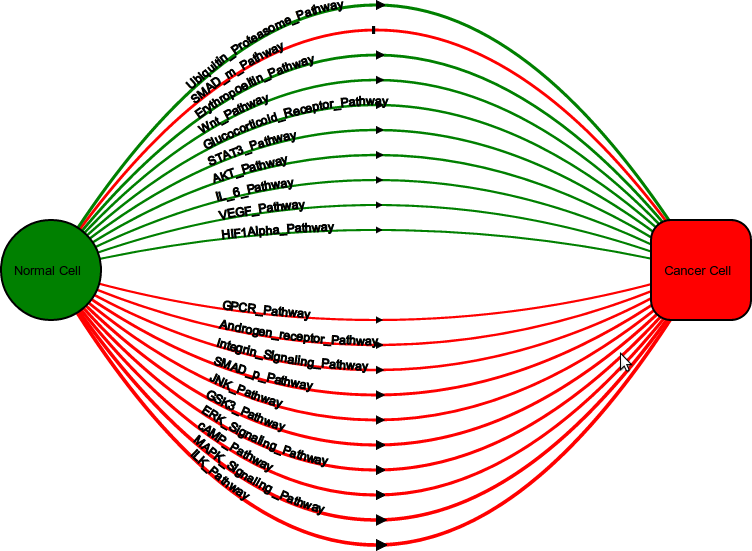 Ubiquitin_Proteasome_Pathway
SMAD_m_Pathway
Erythropoeitin_Pathway
Wnt_Pathway
Glucocorticoid_Receptor_Pathway
STAT3_Pathway
AKT_Pathway
IL_6_Pathway
VEGF_Pathway
HIF1Alpha_Pathway
Normal Cell
Cancer Cell
GPCR_Pathway
Androgen_receptor_Pathway
Integrin_Signaling_Pathway
SMAD_p_Pathway
JNK_Pathway
GSK3_Pathway
ERK_Signaling_Pathway
cAMP_Pathway
MAPK_Signaling_Pathway
ILK_Pathway